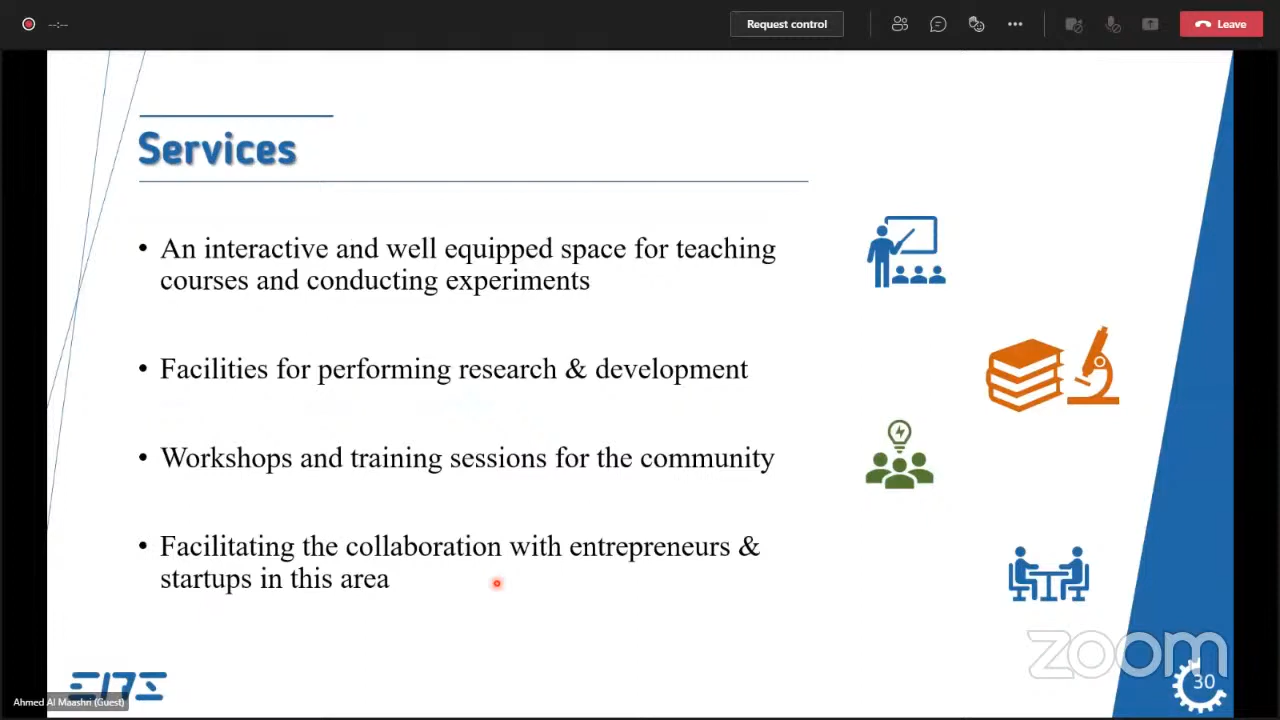 --:--
Request control
Leave
Services
• An interactive and well equipped space for teaching
courses and conducting experiments
• Facilities for performing research & development
• Workshops and training sessions for the community
• Facilitating the collaboration with entrepreneurs &
startups in this area
zoom
30
Ahmed Al Maashri (Guest)